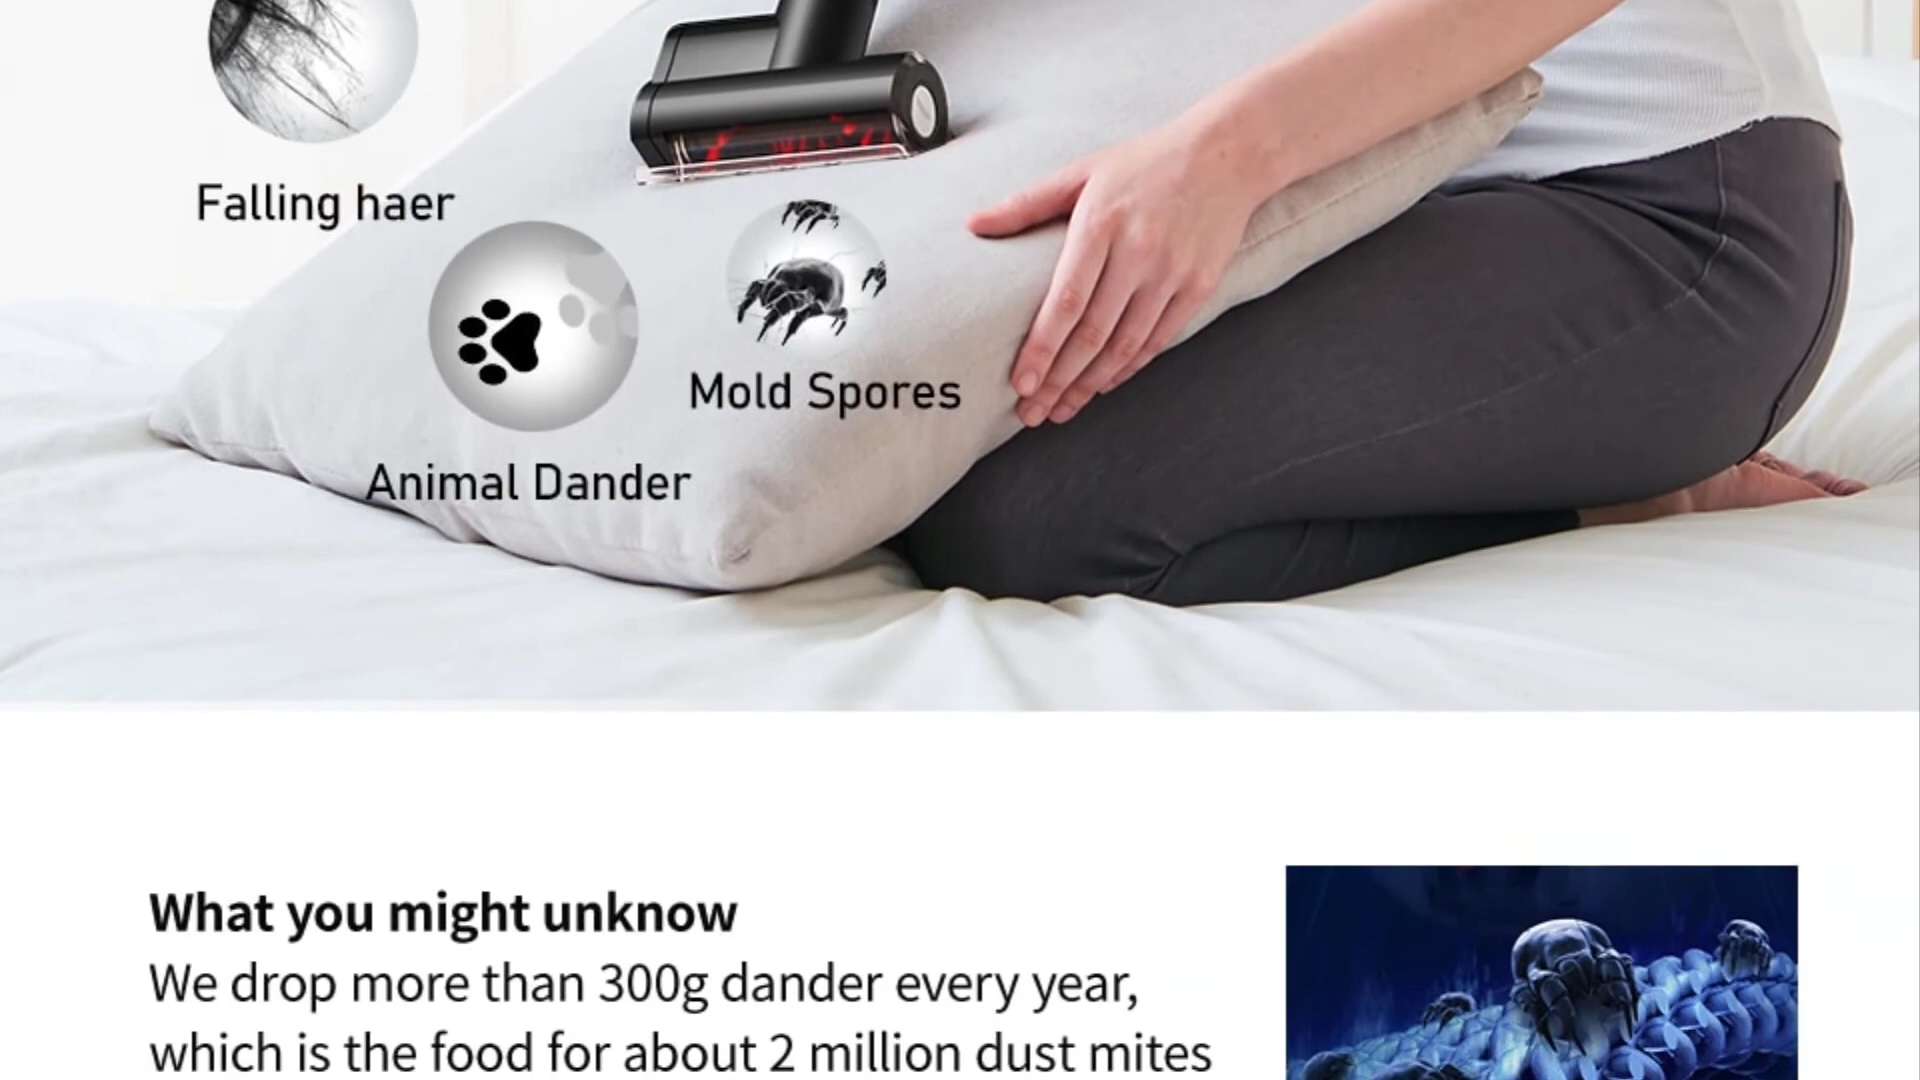 Falling haer
Mold Spores
Animal Dander
What you might unknow
We drop more than 300g dander every year,
which is the food for about 2 million dust mites